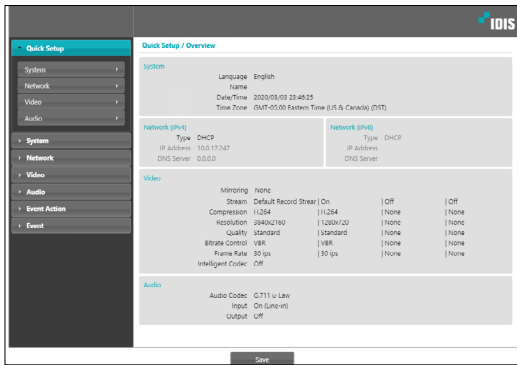 IDIS
Quick Setup
System
Network
Video
Audio
System
Network
Video
Audio
Event Action
Event
Quick Setup / Overview
System
Language English
Name
Date/Time 2020/03/03 23:46:25
Time Zone GMT-05:00 Eastern Time (US & Canada) (DST)
Network (IPv4)
Type DHCP
IP Address 10.0.17.247
DNS Server 0.0.0.0
Network (IPv6)
Type DHCP
IP Address
DNS Server
Video
Mirroring None
Stream Default Record Strear | On | Off | Off
Compression H.264 | H.264 | None | None
Resolution 3840x2160 | 1280x720 | None | None
Quality Standard | Standard | None | None
Bitrate Control VBR | VBR | None | None
Frame Rate 30 ips | 30 ips | None | None
Intelligent Codec Off
Audio
Audio Codec G.711 u-Law
Input On (Line-in)
Output Off
Save